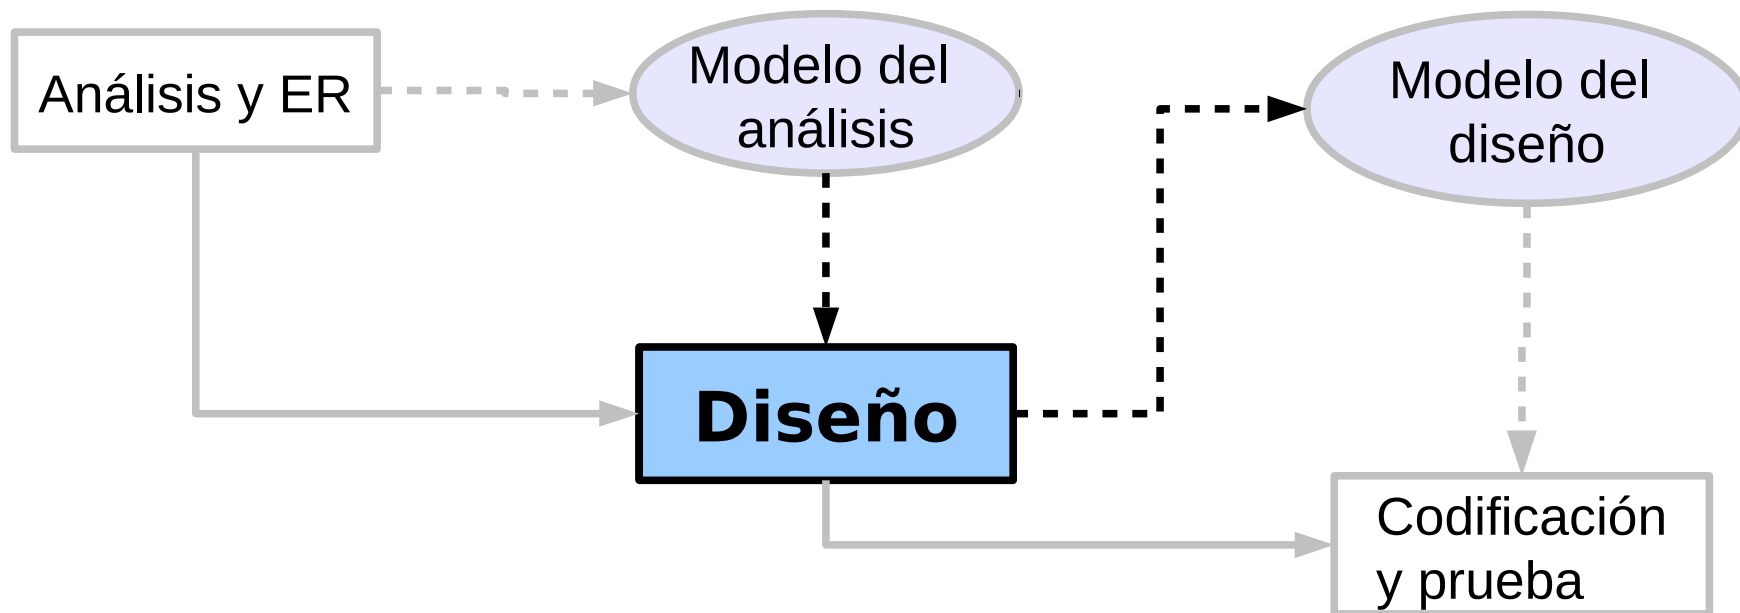 Análisis y ER
Modelo del
análisis
Modelo del
diseño
Diseño
Codificación
y prueba